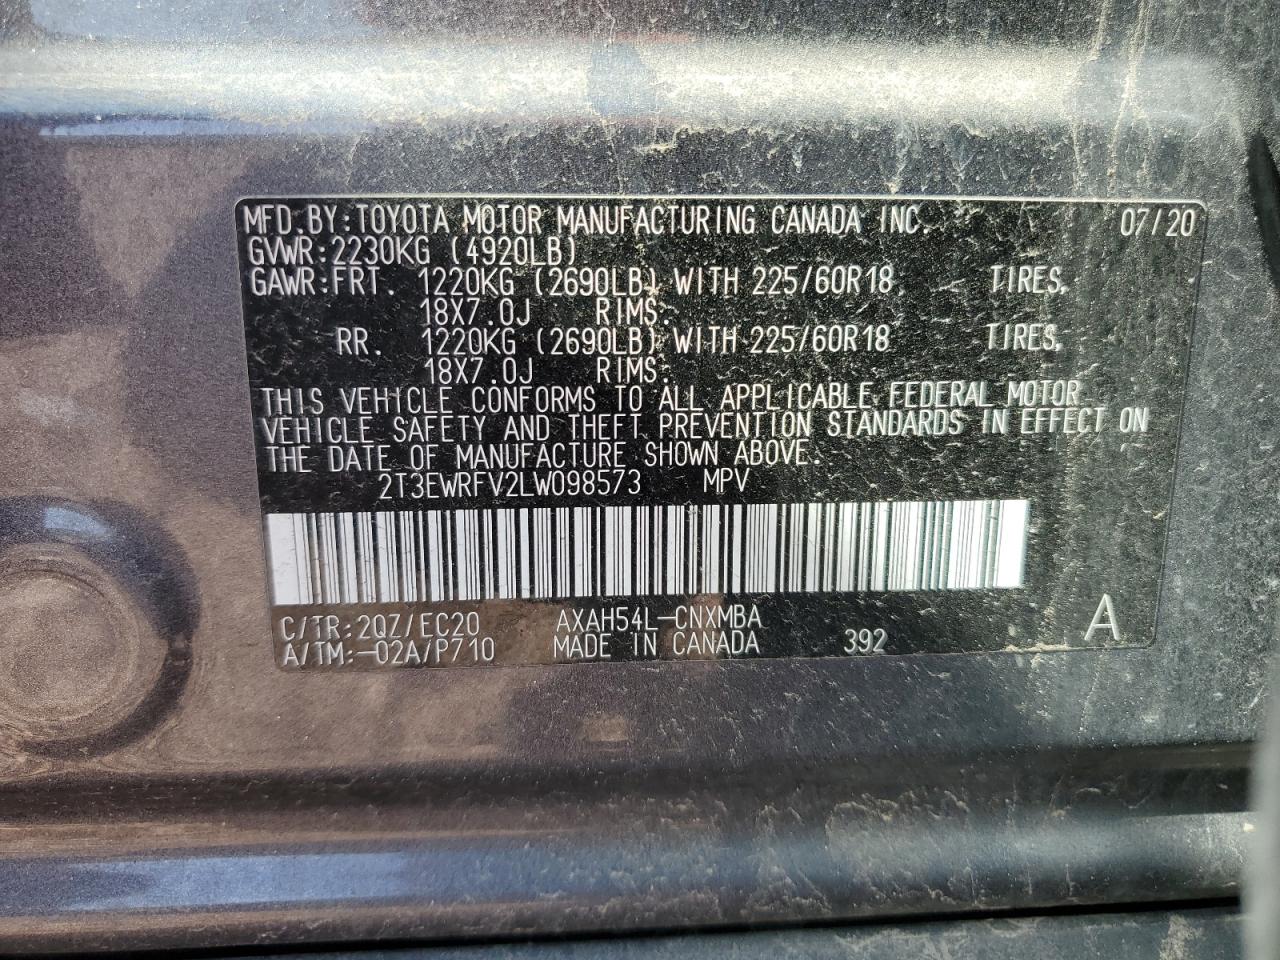 MFD.BY:TOYOTA MOTOR MANUFACTURING CANADA INC. 07/20
GVWR:2230KG (4920LB)
GAWR:FRT. 1220KG (2690LB) WITH 225/60R18 TIRES,
18X7.0J RIMS.
RR. 1220KG (2690LB) WITH 225/60R18 TIRES,
18X7.0J RIMS.
THIS VEHICLE CONFORMS TO ALL APPLICABLE FEDERAL MOTOR
VEHICLE SAFETY AND THEFT PREVENTION STANDARDS IN EFFECT ON
THE DATE OF MANUFACTURE SHOWN ABOVE.
2T3EWRFV2LW098573 MPV
C/TR:2QZ/EC20 AXAH54L-CNXMBA
A/TM:-02A/P710 MADE IN CANADA 392 A